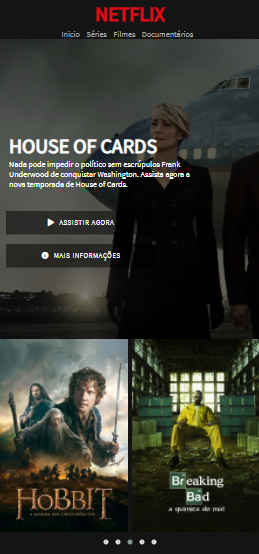 NETFLIX
Inicio Séries Filmes Documentários
HOUSE OF CARDS
Nada pode impedir o político sem escrúpulos Frank
Underwood de conquistar Washington. Assista agora a
nova temporada de House of Cards.
ASSISTIR AGORA
MAIS INFORMAÇÕES
HOBBIT
A BATALHA DOS CINCO EXÉRCITOS
Breaking
Bad
a química do mal